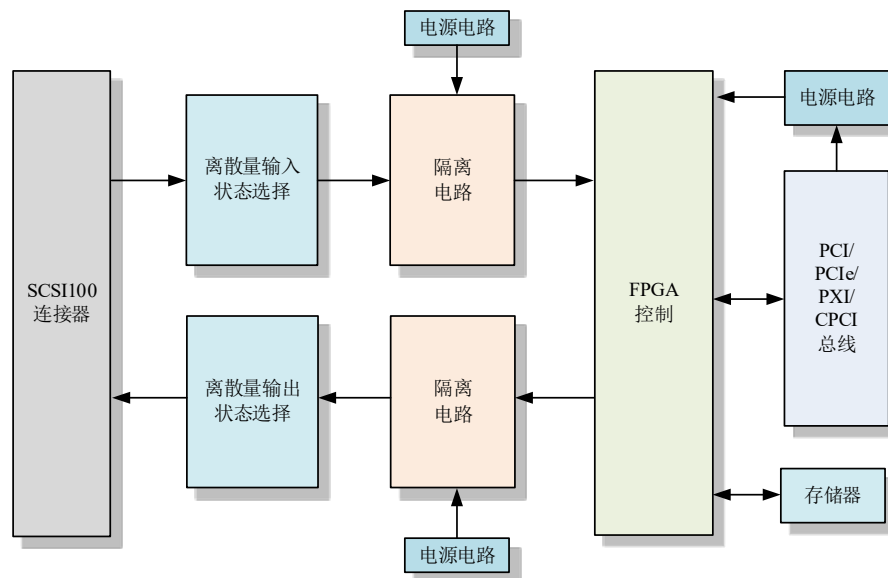 电源电路
SCSI100
连接器
离散量输入
状态选择
隔离
电路
离散量输出
状态选择
隔离
电路
电源电路
FPGA
控制
电源电路
PCI/
PCIe/
PXI/
CPCI
总线
存储器